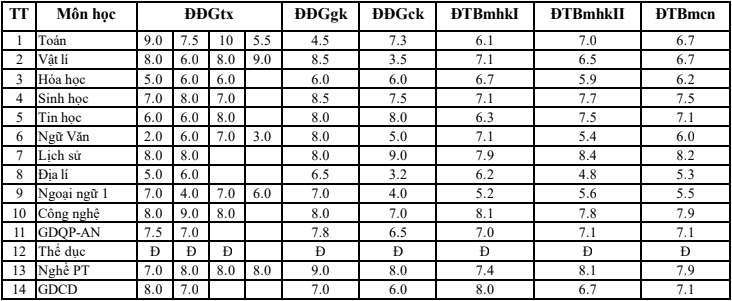 TT Môn học ĐĐGtx ĐĐGgk ĐĐGck ĐTBmhkI ĐTBmhkII ĐTBmcn
1 Toán 9.0 7.5 10 5.5 4.5 7.3 6.1 7.0 6.7
2 Vật lí 8.0 6.0 8.0 9.0 8.5 3.5 7.1 6.5 6.7
3 Hóa học 5.0 6.0 6.0 6.0 6.0 6.7 5.9 6.2
4 Sinh học 7.0 8.0 7.0 8.5 7.5 7.1 7.7 7.5
5 Tin học 6.0 6.0 8.0 8.0 8.0 6.3 7.5 7.1
6 Ngữ Văn 2.0 6.0 7.0 3.0 8.0 5.0 7.1 5.4 6.0
7 Lịch sử 8.0 8.0 8.0 9.0 7.9 8.4 8.2
8 Địa lí 5.0 6.0 6.5 3.2 6.2 4.8 5.3
9 Ngoại ngữ 1 7.0 4.0 7.0 6.0 7.0 4.0 5.2 5.6 5.5
10 Công nghệ 8.0 9.0 8.0 8.0 7.0 8.1 7.8 7.9
11 GDQP-AN 7.5 7.0 7.8 6.5 7.0 7.1 7.1
12 Thể dục Đ Đ Đ Đ Đ Đ Đ Đ
13 Nghề PT 7.0 8.0 8.0 8.0 9.0 8.0 7.4 8.1 7.9
14 GDCD 8.0 7.0 7.0 6.0 8.0 6.7 7.1